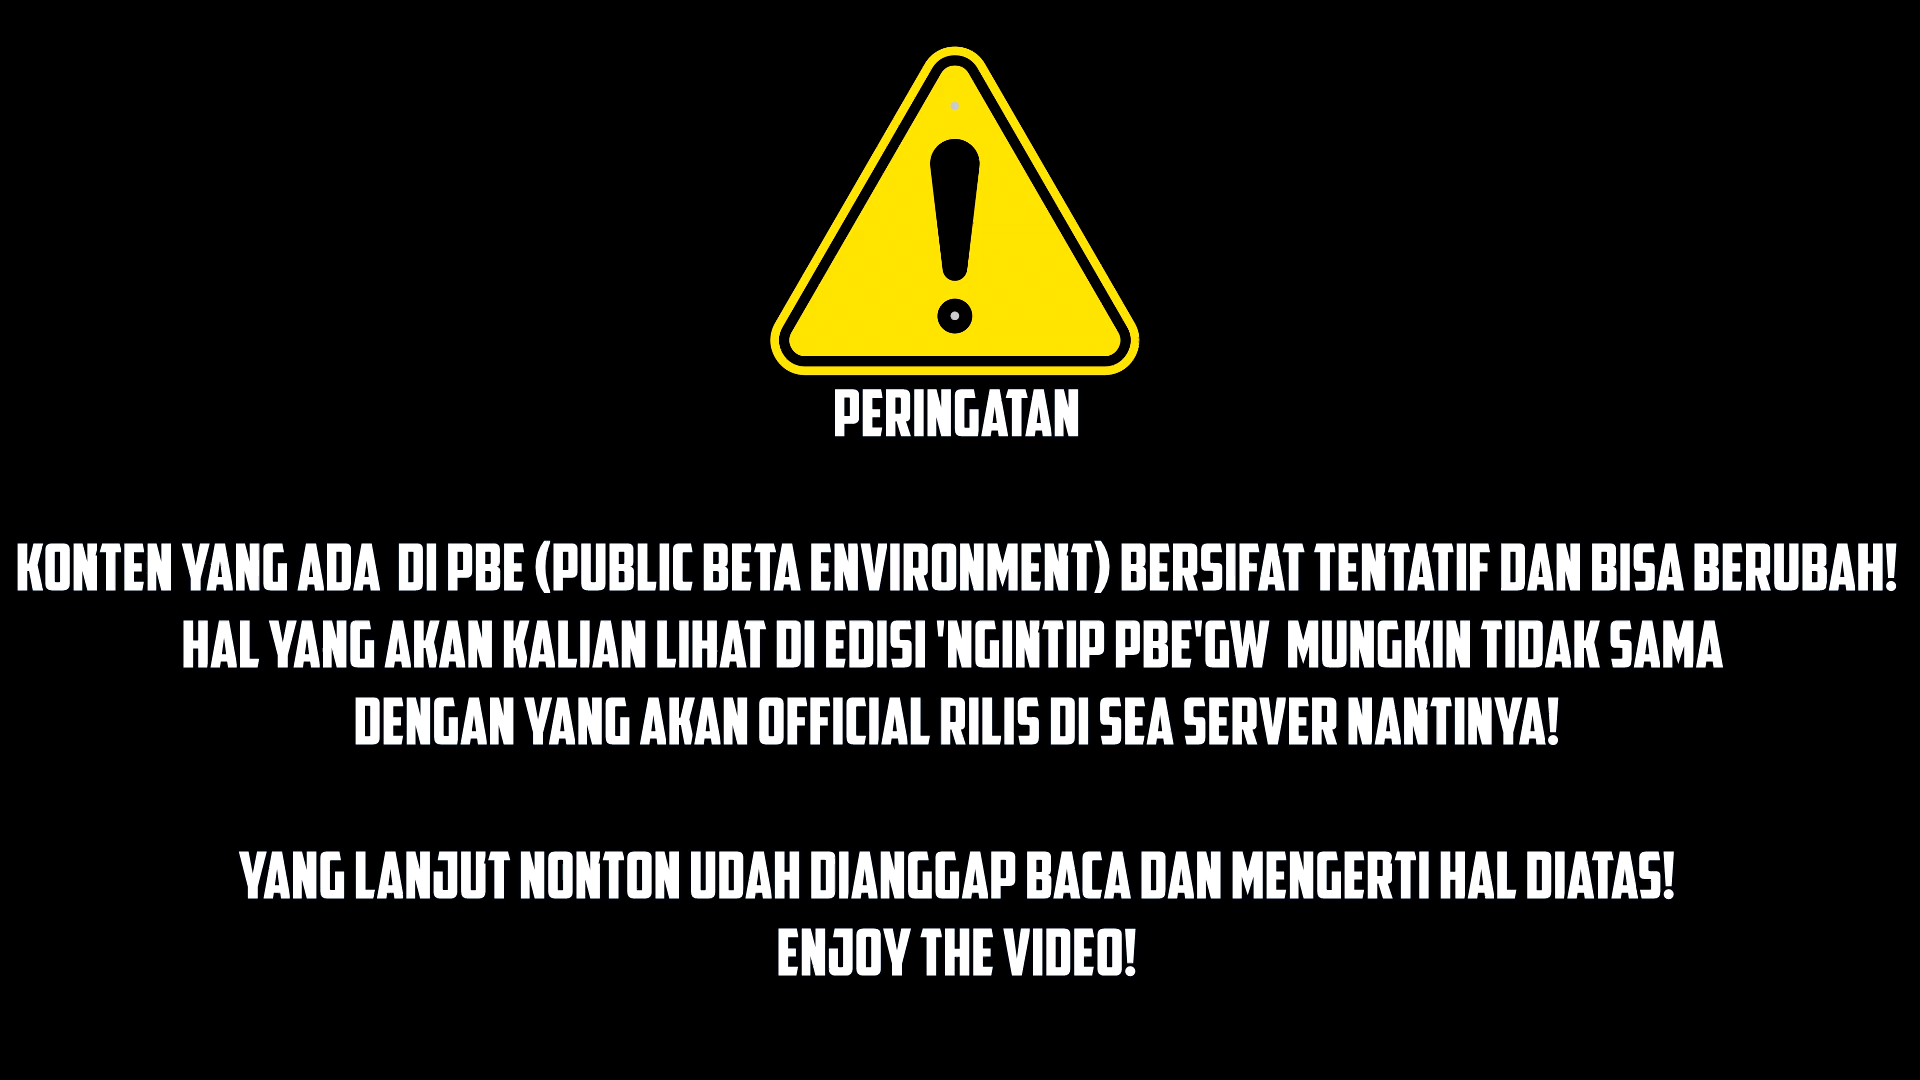 PERINGATAN
KONTEN YANG ADA DI PBE (PUBLIC BETA ENVIRONMENT) BERSIFAT TENTATIF DAN BISA BERUBAH!
HAL YANG AKAN KALIAN LIHAT DI EDISI 'NGINTIP PBE'GW MUNGKIN TIDAK SAMA
DENGAN YANG AKAN OFFICIAL RILIS DI SEA SERVER NANTINYA!
YANG LANJUT NONTON UDAH DIANGGAP BACA DAN MENGERTI HAL DIATAS!
ENJOY THE VIDEO!